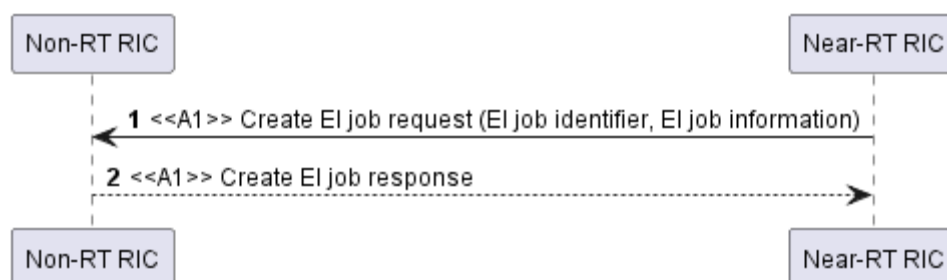 Non-RT RIC
Near-RT RIC
1 <<A1>> Create EI job request (EI job identifier, EI job information)
2 <<A1>> Create EI job response
Non-RT RIC
Near-RT RIC